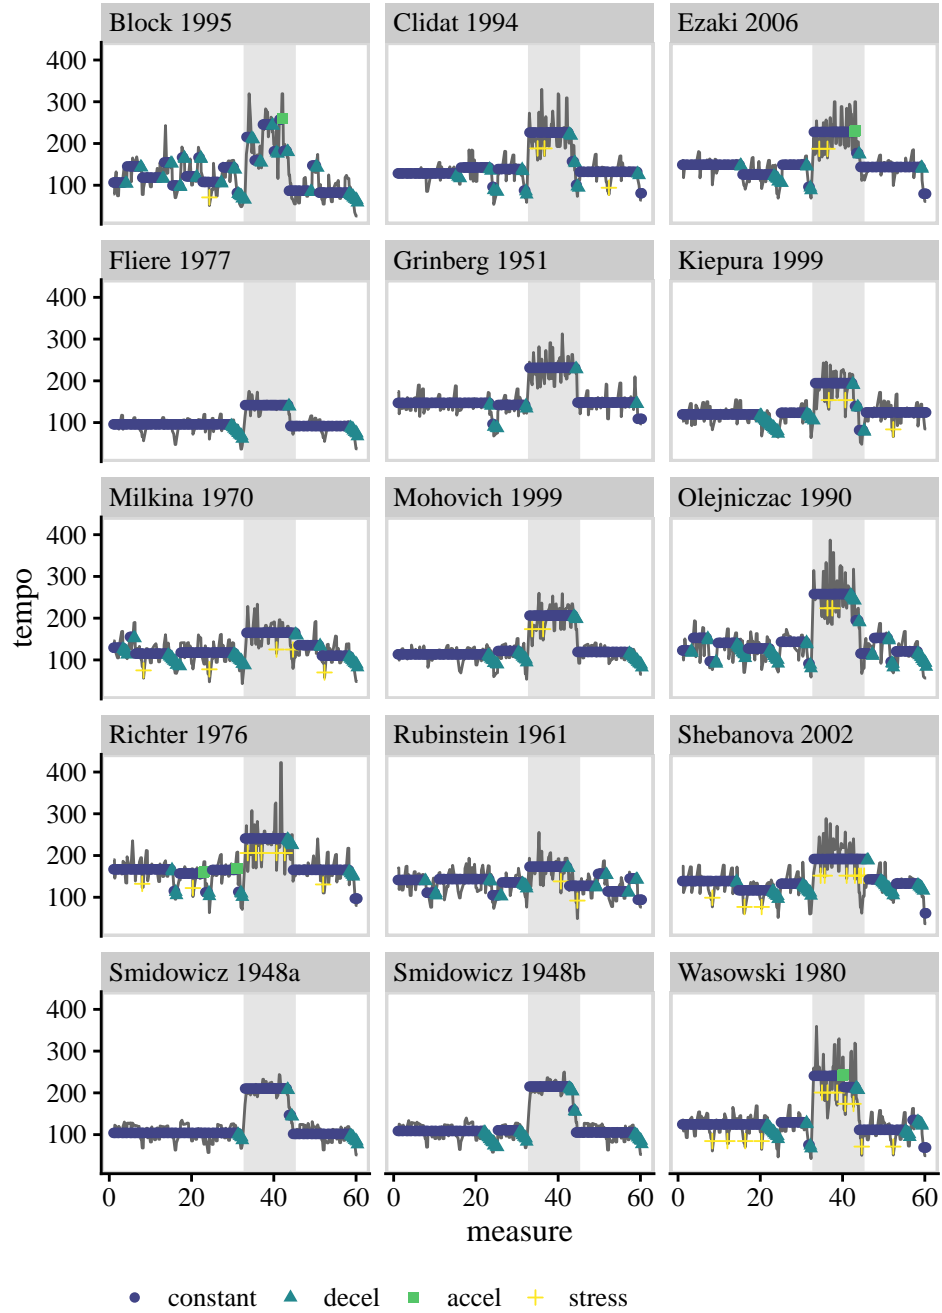 Block 1995 Clidat 1994 Ezaki 2006
400
300
200
100
Fliere 1977 Grinberg 1951 Kiepura 1999
400
300
200
100
Milkina 1970 Mohovich 1999 Olejniczac 1990
400
300
200
100
tempo
Richter 1976 Rubinstein 1961 Shebanova 2002
400
300
200
100
Smidowicz 1948a Smidowicz 1948b Wasowski 1980
400
300
200
100
0 20 40 60 0 20 40 60 0 20 40 60
measure
constant decel accel stress